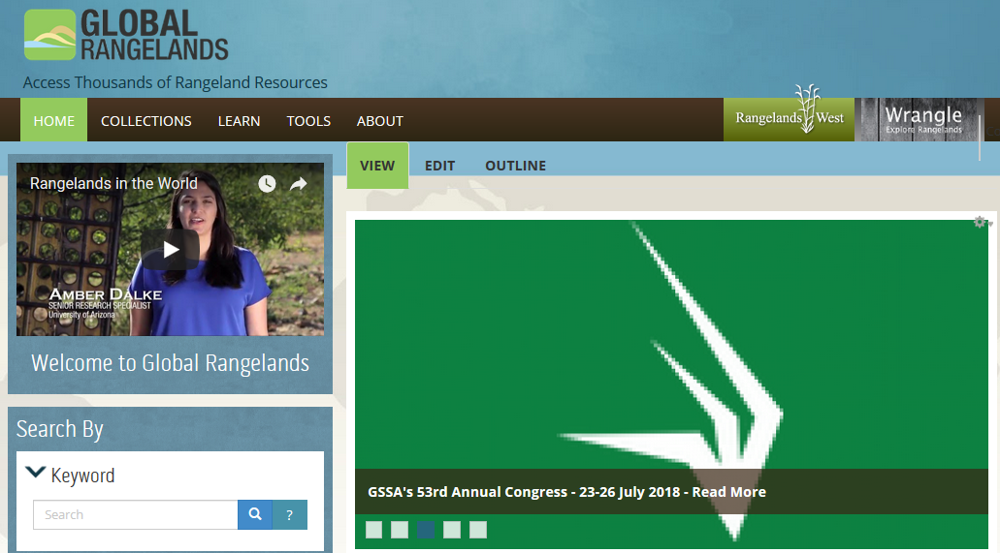 GLOBAL
RANGELANDS
Access Thousands of Rangeland Resources
HOME COLLECTIONS LEARN TOOLS ABOUT
Rangelands West
Wrangle
Explore Rangelands
VIEW EDIT OUTLINE
Rangelands in the World
AMBER DALKE
SENIOR RESEARCH SPECIALIST
University of Arizona
Welcome to Global Rangelands
GSSA's 53rd Annual Congress - 23-26 July 2018 - Read More
Search By
Keyword
Search ?